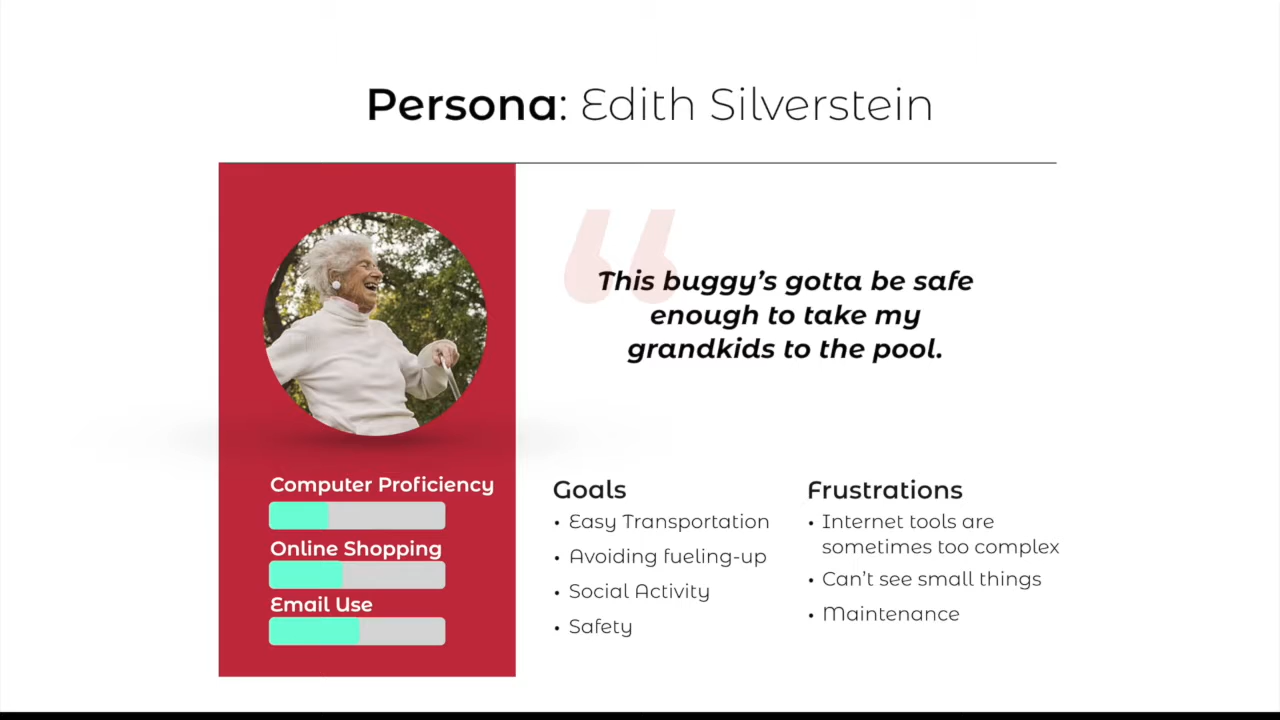 Persona: Edith Silverstein
“
This buggy’s gotta be safe
enough to take my
grandkids to the pool.
Computer Proficiency
Online Shopping
Email Use
Goals
• Easy Transportation
• Avoiding fueling-up
• Social Activity
• Safety
Frustrations
• Internet tools are
sometimes too complex
• Can’t see small things
• Maintenance